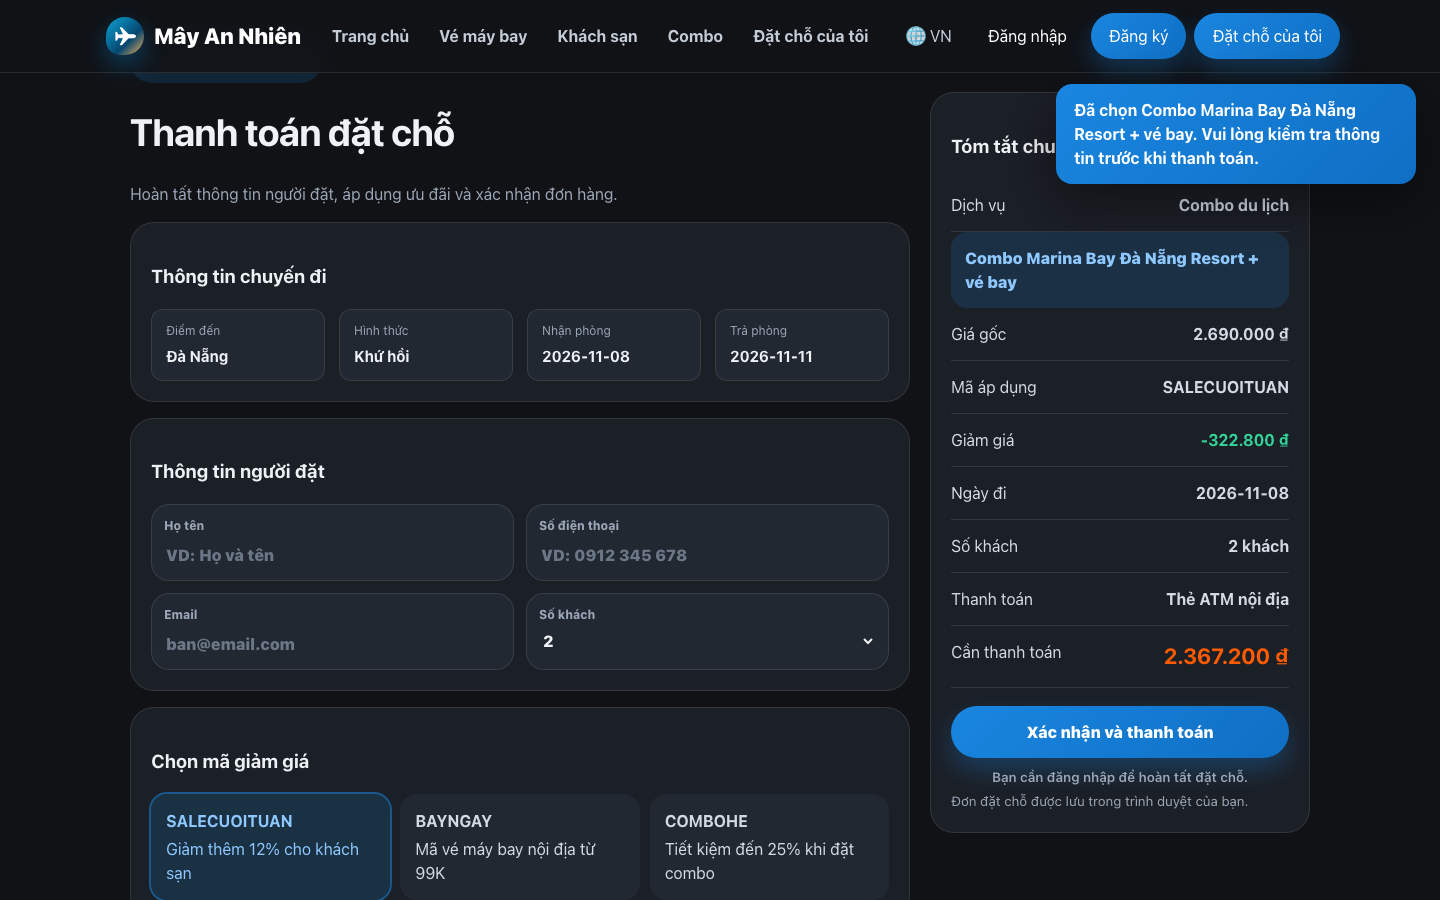 Mây An Nhiên
Trang chủ
Vé máy bay
Khách sạn
Combo
Đặt chỗ của tôi
🌐 VN
Đăng nhập
Đăng ký
Đặt chỗ của tôi
Đã chọn Combo Marina Bay Đà Nẵng
Resort + vé bay. Vui lòng kiểm tra thông
tin trước khi thanh toán.
Thanh toán đặt chỗ
Hoàn tất thông tin người đặt, áp dụng ưu đãi và xác nhận đơn hàng.
Thông tin chuyến đi
Điểm đến
Đà Nẵng
Hình thức
Khứ hồi
Nhận phòng
2026-11-08
Trả phòng
2026-11-11
Thông tin người đặt
Họ tên
VD: Họ và tên
Số điện thoại
VD: 0912 345 678
Email
ban@email.com
Số khách
2
Chọn mã giảm giá
SALECUOITUAN
Giảm thêm 12% cho khách
sạn
BAYNGAY
Mã vé máy bay nội địa từ
99K
COMBOHE
Tiết kiệm đến 25% khi đặt
combo
Tóm tắt chu
Dịch vụ
Combo du lịch
Combo Marina Bay Đà Nẵng Resort +
vé bay
Giá gốc
2.690.000 ₫
Mã áp dụng
SALECUOITUAN
Giảm giá
-322.800 ₫
Ngày đi
2026-11-08
Số khách
2 khách
Thanh toán
Thẻ ATM nội địa
Cần thanh toán
2.367.200 ₫
Xác nhận và thanh toán
Bạn cần đăng nhập để hoàn tất đặt chỗ.
Đơn đặt chỗ được lưu trong trình duyệt của bạn.